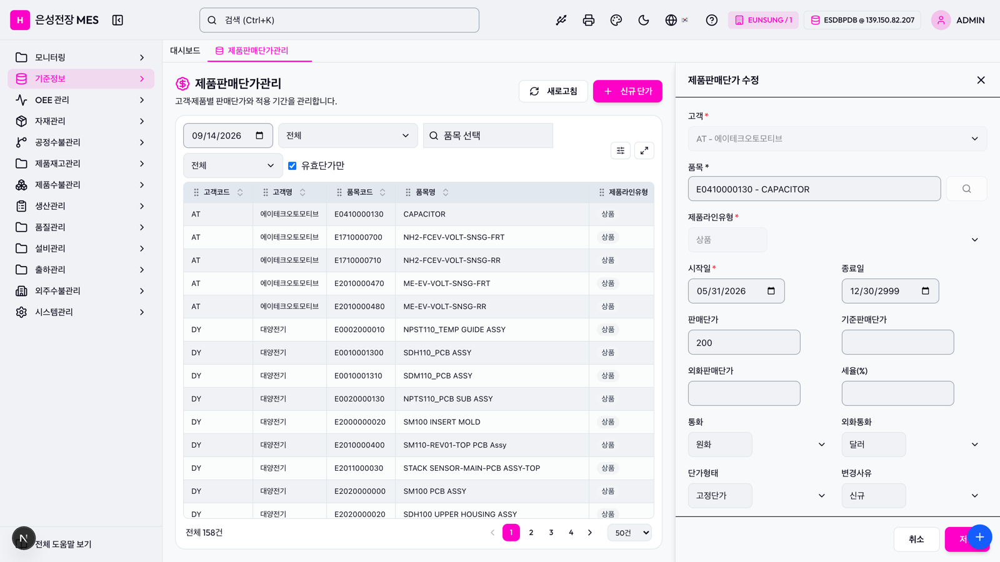 H 은성전장 MES
검색 (Ctrl+K)
EUNSUNG / 1
ESDBPDB @ 139.150.82.207
ADMIN
모니터링
기준정보
OEE 관리
자재관리
공정수불관리
제품재고관리
제품수불관리
생산관리
품질관리
설비관리
출하관리
외주수불관리
시스템관리
N
전체 도움말 보기
대시보드
제품판매단가관리
제품판매단가관리
고객·제품별 판매단가와 적용 기간을 관리합니다.
새로고침
신규 단가
09/14/2026
전체
품목 선택
전체
유효단가만
고객코드 고객명 품목코드 품목명 제품라인유형
AT 에이테크오토모티브 E0410000130 CAPACITOR 상품
AT 에이테크오토모티브 E1710000700 NH2-FCEV-VOLT-SNSG-FRT 상품
AT 에이테크오토모티브 E1710000710 NH2-FCEV-VOLT-SNSG-RR 상품
AT 에이테크오토모티브 E2010000470 ME-EV-VOLT-SNSG-FRT 상품
AT 에이테크오토모티브 E2010000480 ME-EV-VOLT-SNSG-RR 상품
DY 대양전기 E0002000010 NPST110_TEMP GUIDE ASSY 상품
DY 대양전기 E0010001300 SDH110_PCB ASSY 상품
DY 대양전기 E0010001310 SDM110_PCB ASSY 상품
DY 대양전기 E0020000130 NPTS110_PCB SUB ASSY 상품
DY 대양전기 E2000000020 SM100 INSERT MOLD 상품
DY 대양전기 E2010000400 SM110-REV01-TOP PCB Assy 상품
DY 대양전기 E2011000030 STACK SENSOR-MAIN-PCB ASSY-TOP 상품
DY 대양전기 E2020000000 SM100 PCB ASSY 상품
DY 대양전기 E2020000020 SDH100 UPPER HOUSING ASSY 상품
전체 158건
1 2 3 4
50건
제품판매단가 수정
고객 *
AT - 에이테크오토모티브
품목 *
E0410000130 - CAPACITOR
제품라인유형 *
상품
시작일 * 종료일
05/31/2026 12/30/2999
판매단가 기준판매단가
200
외화판매단가 세율(%)
통화 외화통화
원화 달러
단가형태 변경사유
고정단가 신규
취소
저